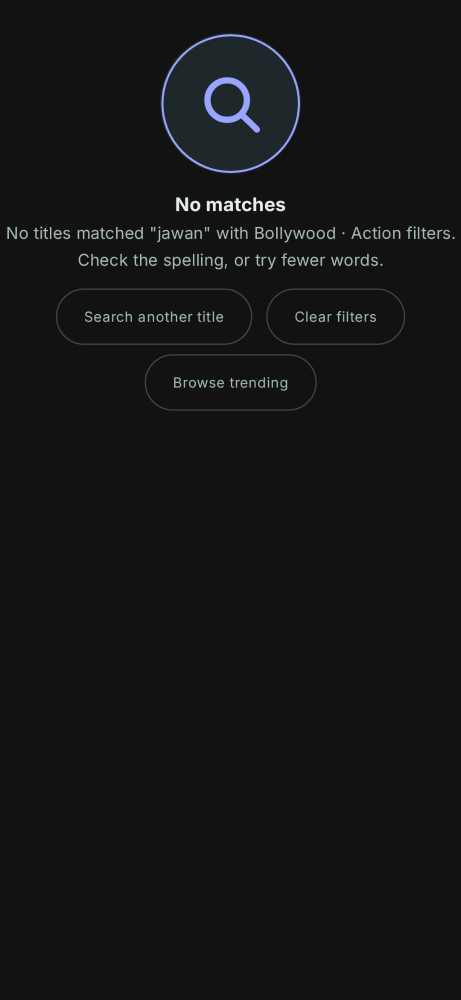 No matches
No titles matched "jawan" with Bollywood · Action filters.
Check the spelling, or try fewer words.
Search another title
Clear filters
Browse trending